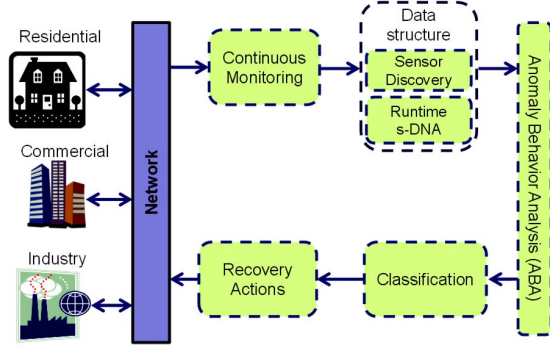 Residential
Commercial
Industry
Network
Continuous
Monitoring
Data
structure
Sensor
Discovery
Runtime
s-DNA
Anomaly Behavior Analysis (ABA)
Classification
Recovery
Actions